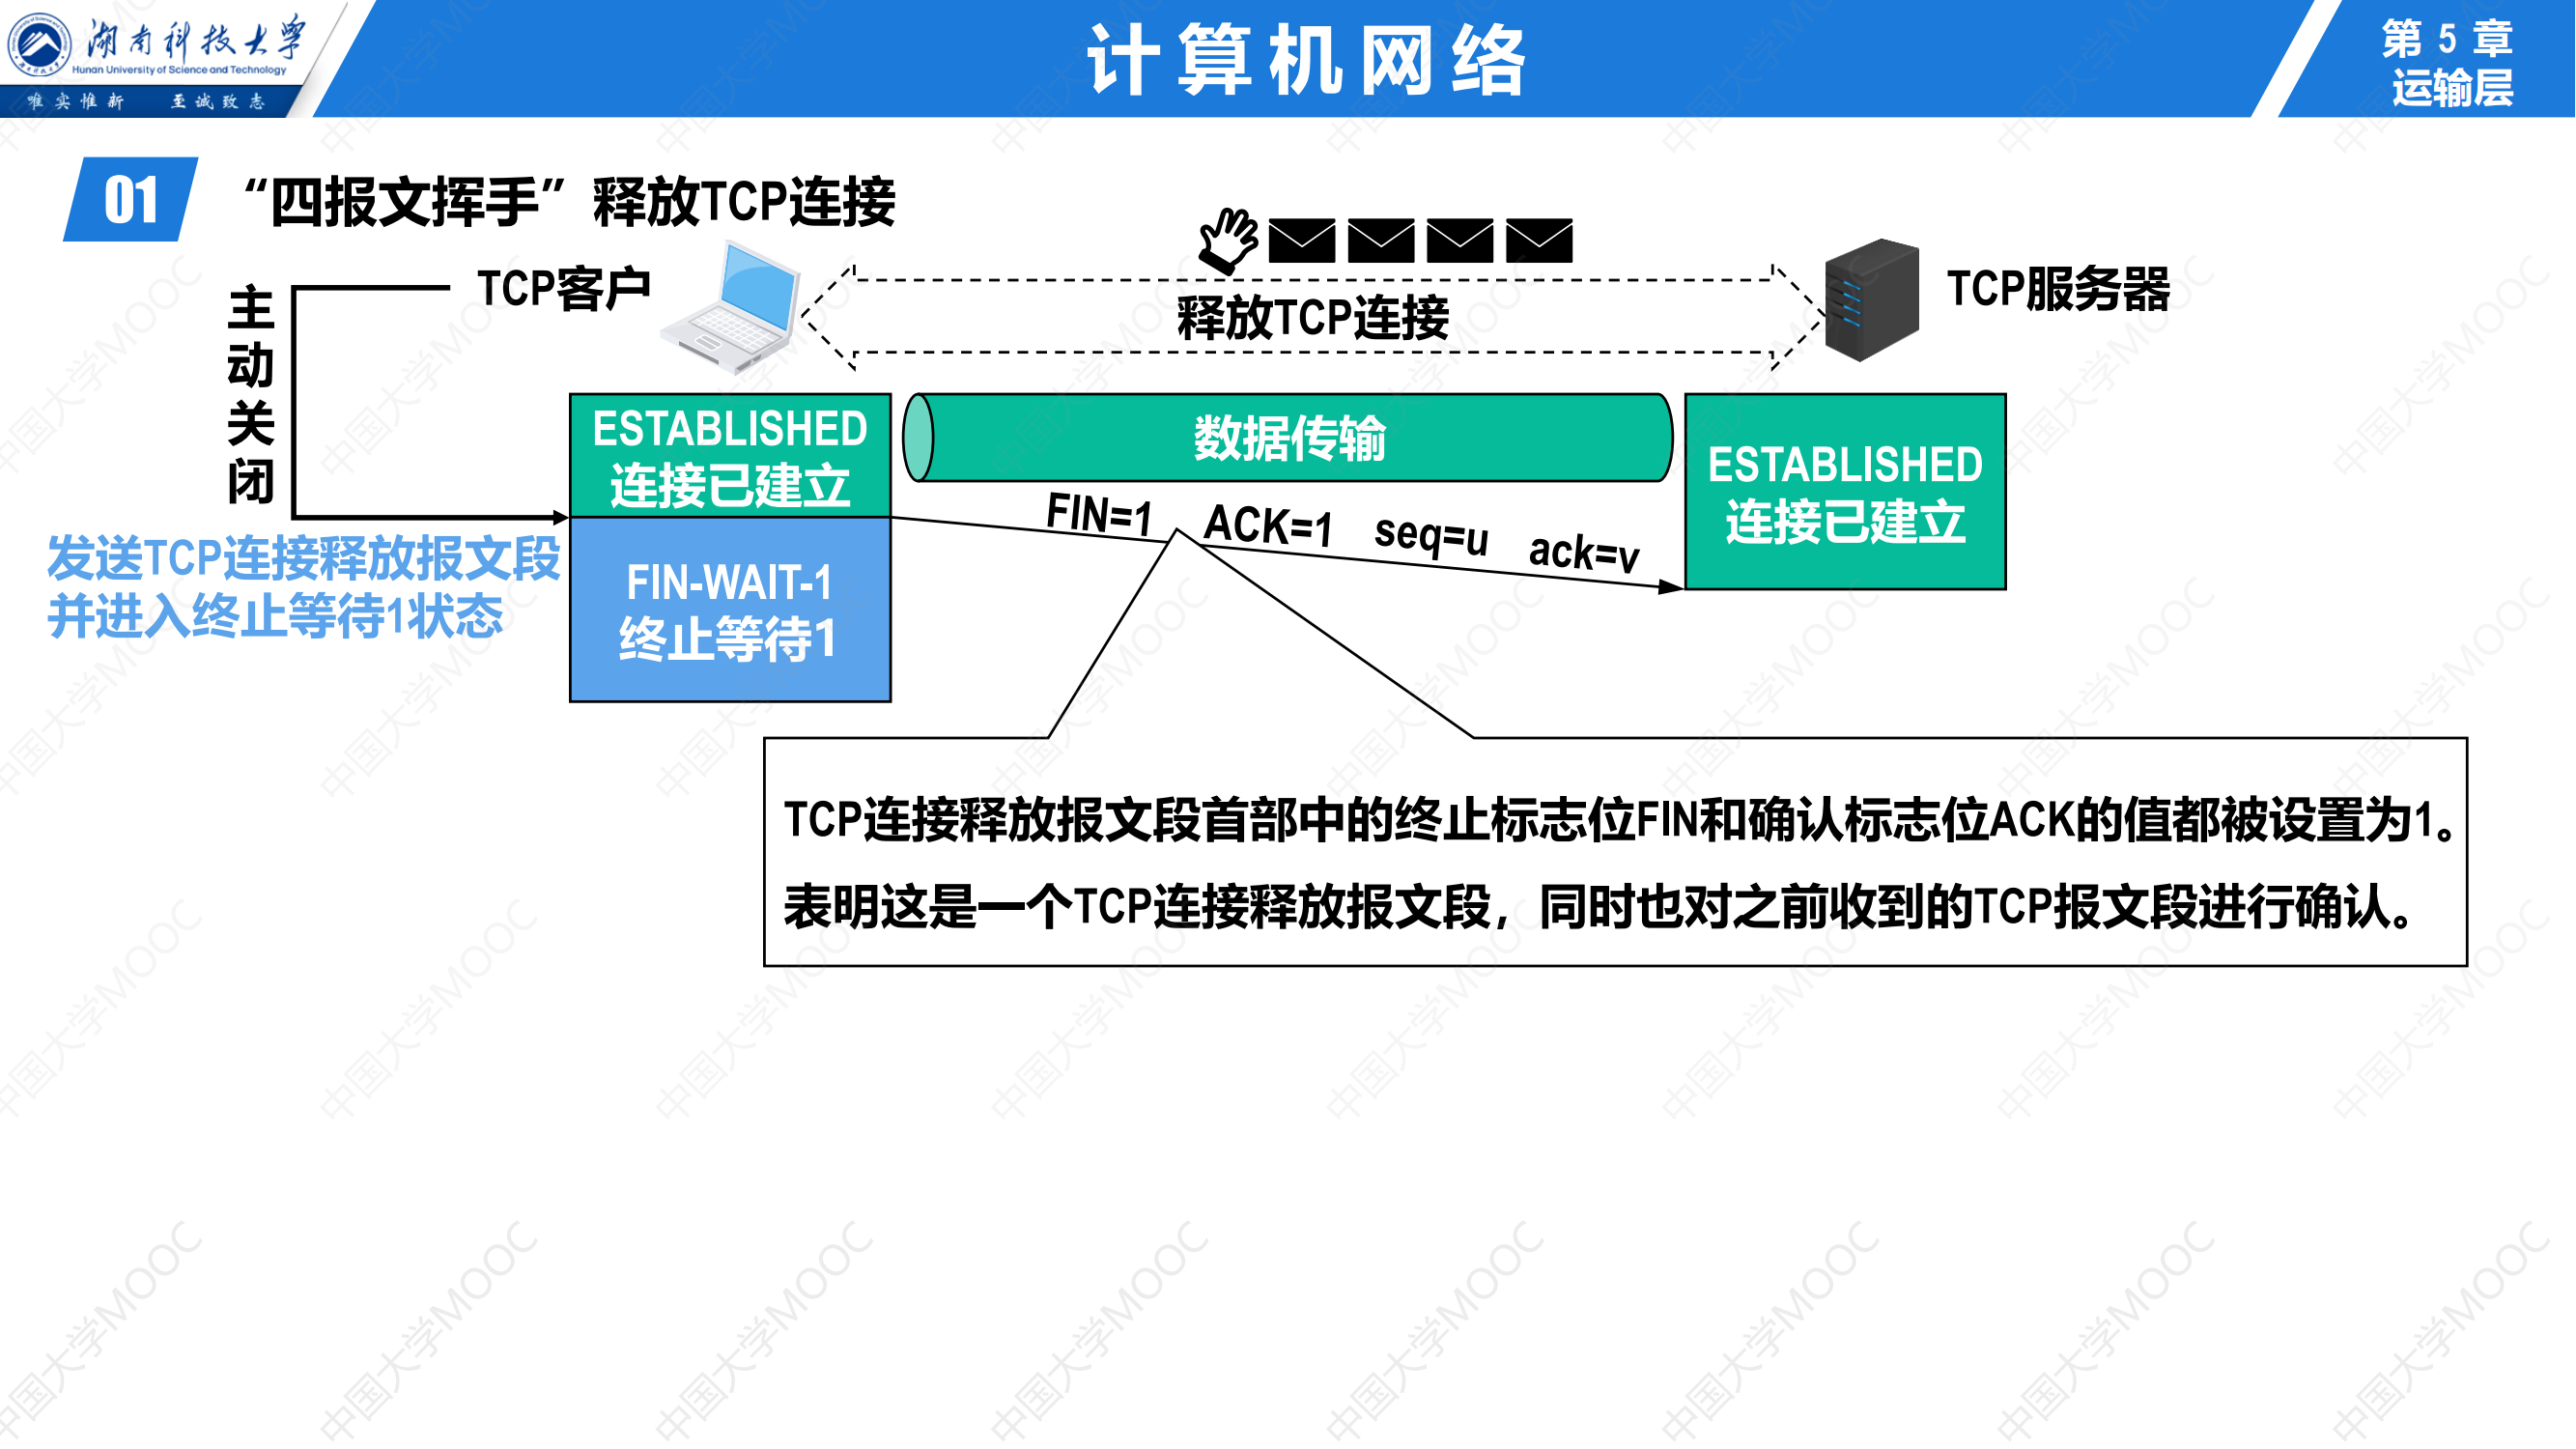 湖南科技大学
Hunan University of Science and Technology
唯实惟新 至诚致志
计算机网络
第 5 章
运输层
01
“四报文挥手”释放TCP连接
TCP客户
释放TCP连接
TCP服务器
主动关闭
ESTABLISHED
连接已建立
数据传输
ESTABLISHED
连接已建立
FIN=1 ACK=1 seq=u ack=v
发送TCP连接释放报文段
并进入终止等待1状态
FIN-WAIT-1
终止等待1
TCP连接释放报文段首部中的终止标志位FIN和确认标志位ACK的值都被设置为1。
表明这是一个TCP连接释放报文段，同时也对之前收到的TCP报文段进行确认。
中国大学MOOC